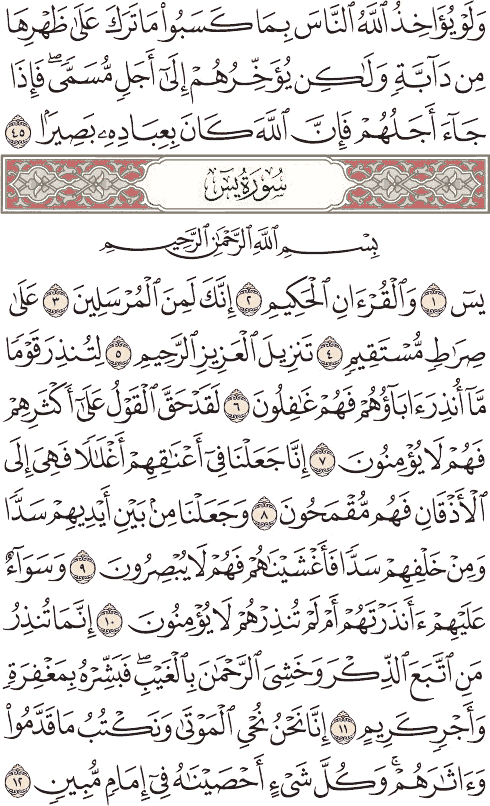 وَلَوْ يُؤَاخِذُ ٱللَّهُ ٱلنَّاسَ بِمَا كَسَبُوا۟ مَا تَرَكَ عَلَىٰ ظَهْرِهَا
مِن دَآبَّةٍ وَلَـٰكِن يُؤَخِّرُهُمْ إِلَىٰٓ أَجَلٍ مُّسَمًّى ۖ فَإِذَا
جَآءَ أَجَلُهُمْ فَإِنَّ ٱللَّهَ كَانَ بِعِبَادِهِۦ بَصِيرًۢا ٤٥
سُورَةُ يسٓ
بِسْمِ ٱللَّهِ ٱلرَّحْمَـٰنِ ٱلرَّحِيمِ
يسٓ ١ وَٱلْقُرْءَانِ ٱلْحَكِيمِ ٢ إِنَّكَ لَمِنَ ٱلْمُرْسَلِينَ ٣ عَلَىٰ
صِرَٰطٍ مُّسْتَقِيمٍ ٤ تَنزِيلَ ٱلْعَزِيزِ ٱلرَّحِيمِ ٥ لِتُنذِرَ قَوْمًا
مَّآ أُنذِرَ ءَابَآؤُهُمْ فَهُمْ غَـٰفِلُونَ ٦ لَقَدْ حَقَّ ٱلْقَوْلُ عَلَىٰٓ أَكْثَرِهِمْ
فَهُمْ لَا يُؤْمِنُونَ ٧ إِنَّا جَعَلْنَا فِىٓ أَعْنَـٰقِهِمْ أَغْلَـٰلًا فَهِىَ إِلَى
ٱلْأَذْقَانِ فَهُم مُّقْمَحُونَ ٨ وَجَعَلْنَا مِنۢ بَيْنِ أَيْدِيهِمْ سَدًّا
وَمِنْ خَلْفِهِمْ سَدًّا فَأَغْشَيْنَـٰهُمْ فَهُمْ لَا يُبْصِرُونَ ٩ وَسَوَآءٌ
عَلَيْهِمْ ءَأَنذَرْتَهُمْ أَمْ لَمْ تُنذِرْهُمْ لَا يُؤْمِنُونَ ١٠ إِنَّمَا تُنذِرُ
مَنِ ٱتَّبَعَ ٱلذِّكْرَ وَخَشِىَ ٱلرَّحْمَـٰنَ بِٱلْغَيْبِ ۖ فَبَشِّرْهُ بِمَغْفِرَةٍ
وَأَجْرٍ كَرِيمٍ ١١ إِنَّا نَحْنُ نُحْىِ ٱلْمَوْتَىٰ وَنَكْتُبُ مَا قَدَّمُوا۟
وَءَاثَـٰرَهُمْ ۚ وَكُلَّ شَىْءٍ أَحْصَيْنَـٰهُ فِىٓ إِمَامٍ مُّبِينٍ ١٢